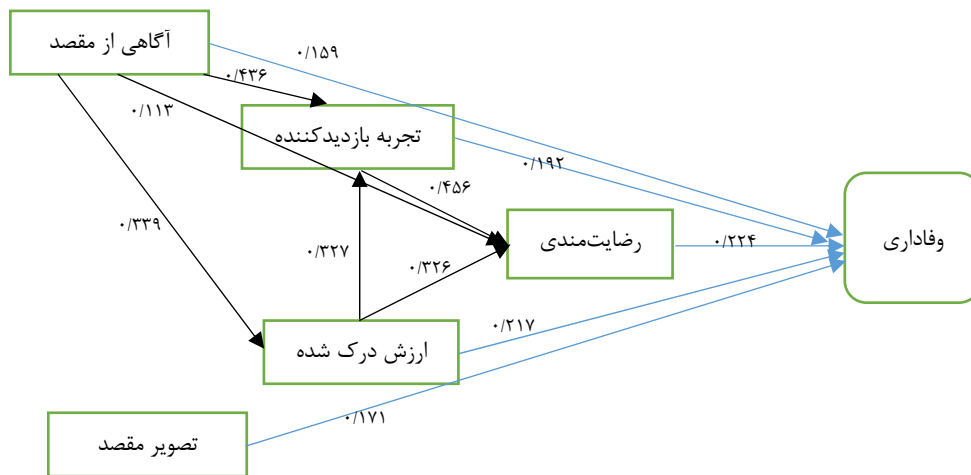 آگاهی از مقصد
۰/۱۵۹
۰/۴۳۶
۰/۱۱۳
تجربه بازدیدکننده
۰/۱۹۲
۰/۴۵۶
۰/۳۳۹
رضایت‌مندی
۰/۲۲۴
وفاداری
۰/۳۲۷
۰/۳۲۶
۰/۲۱۷
ارزش درک شده
۰/۱۷۱
تصویر مقصد